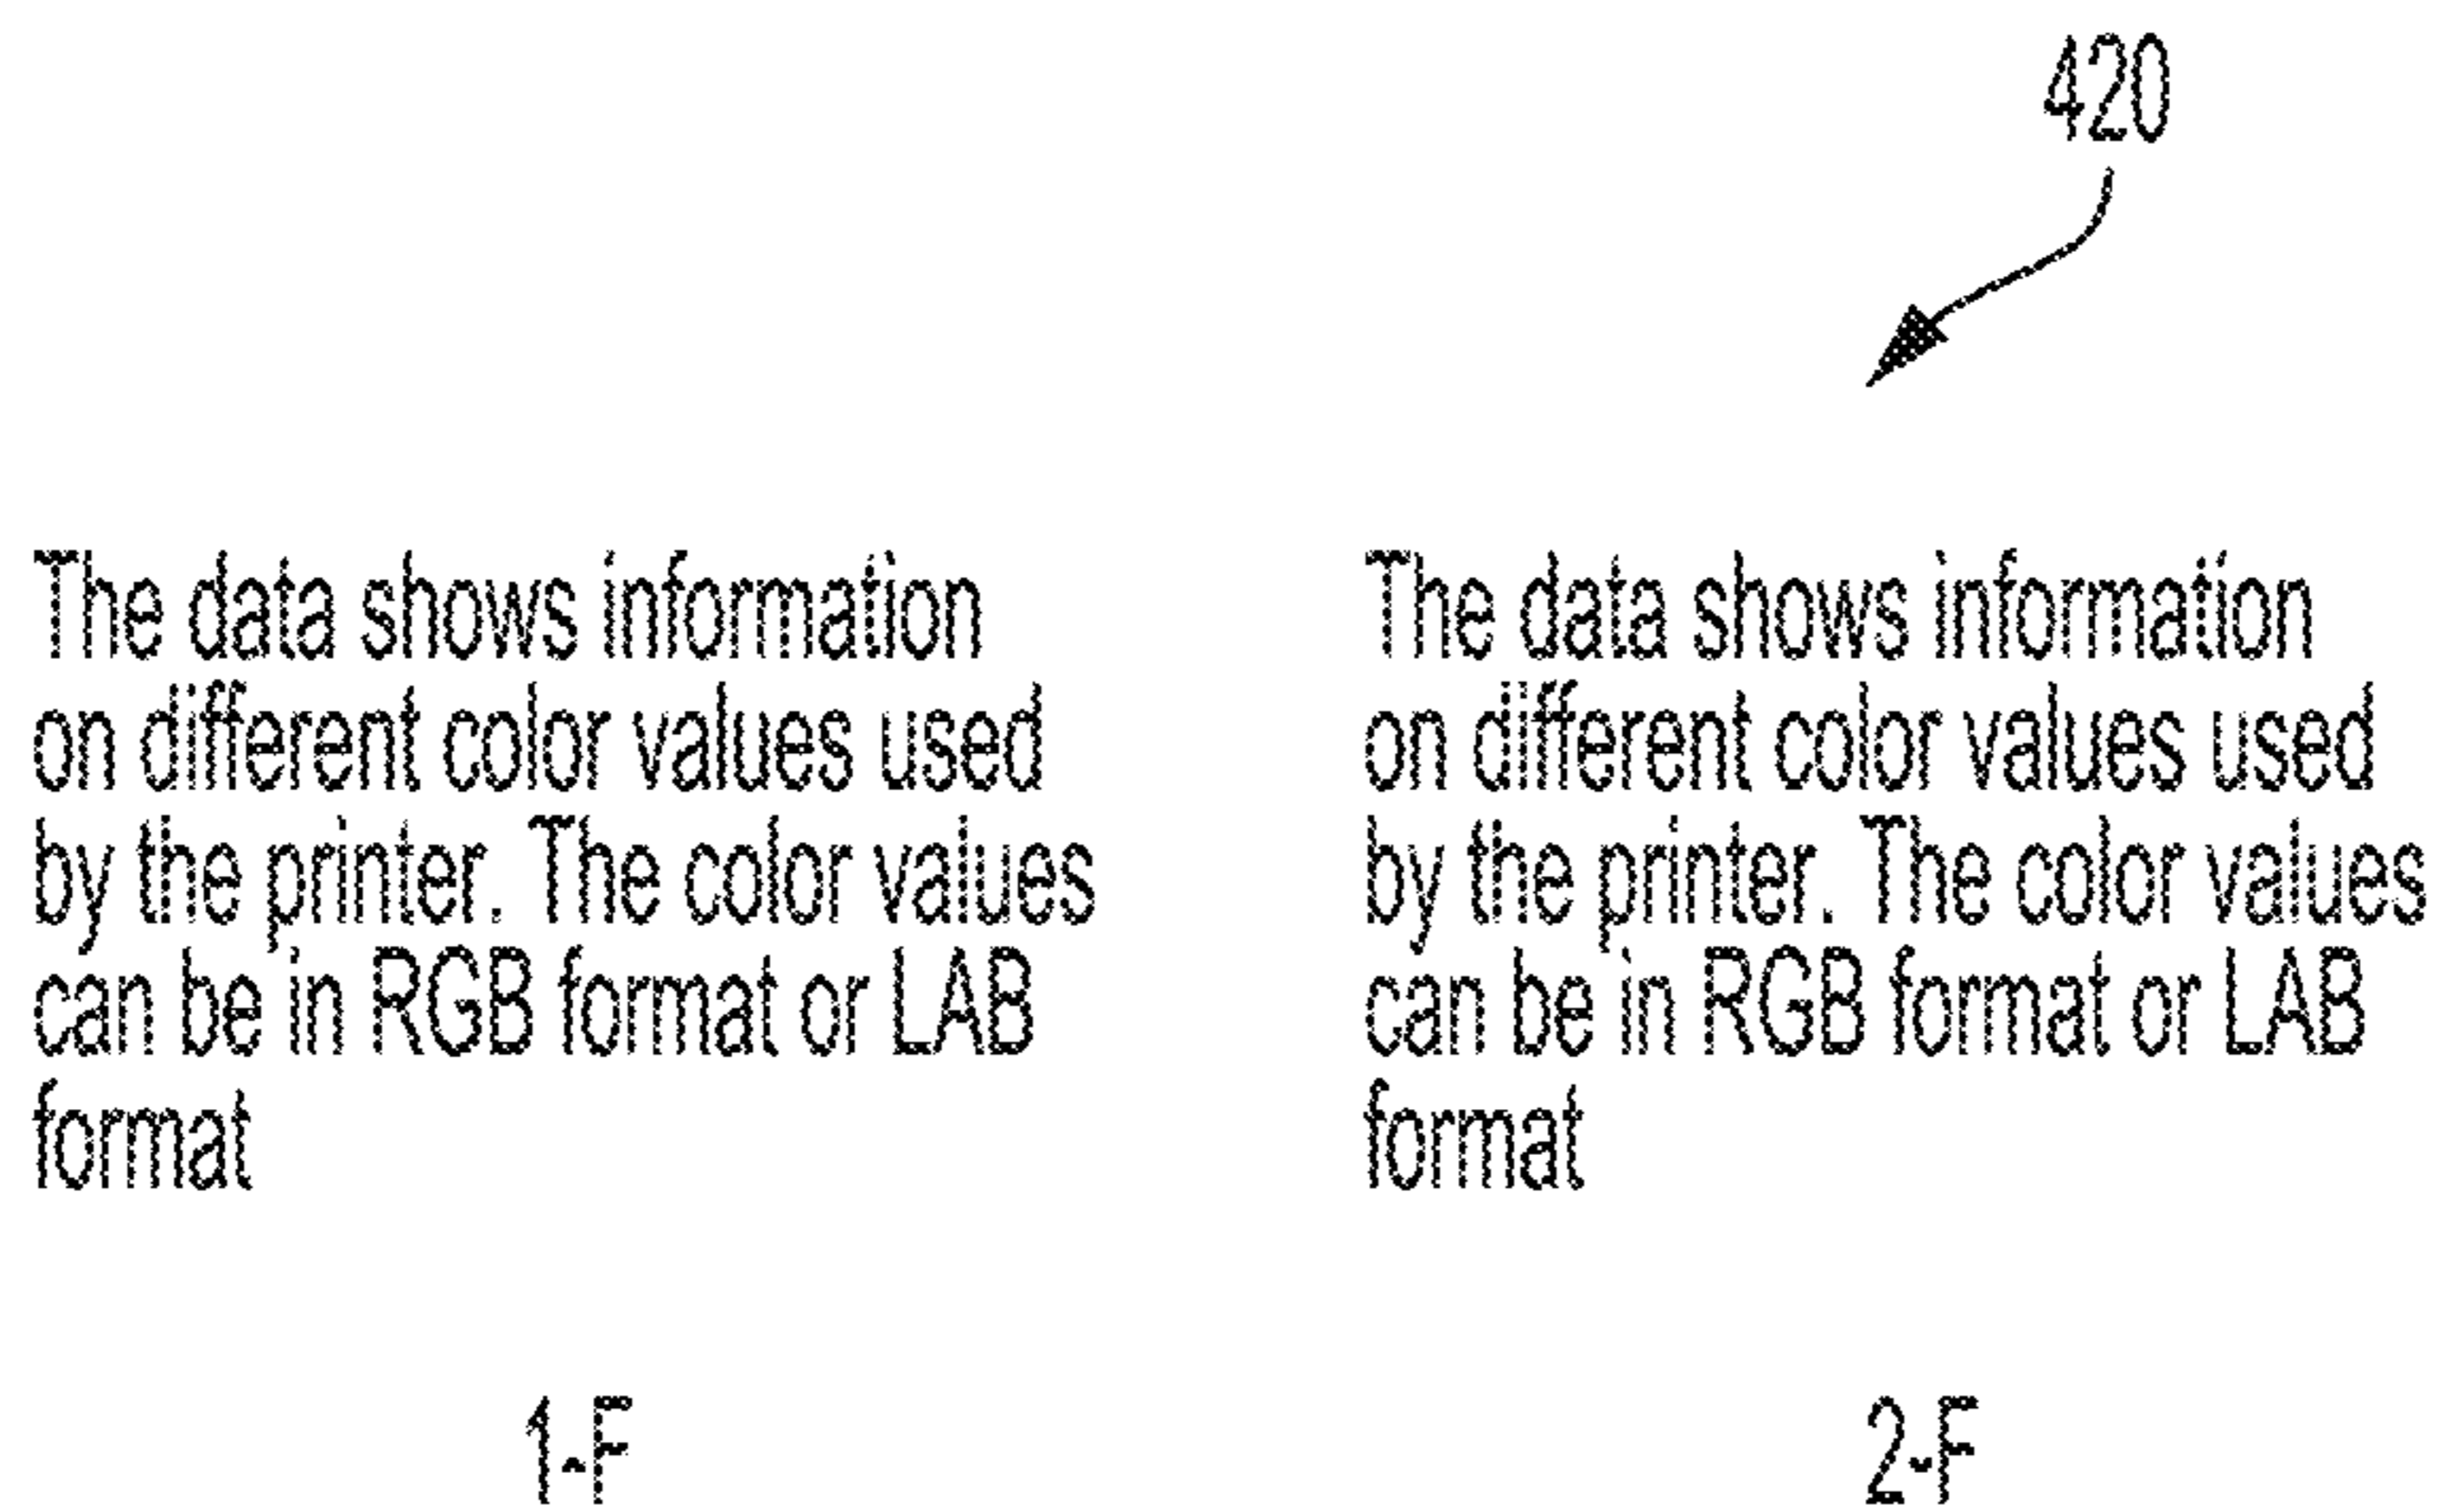 420
The data shows information
on different color values used
by the printer. The color values
can be in RGB format or LAB
format
1-F
The data shows information
on different color values used
by the printer. The color values
can be in RGB format or LAB
format
2-F